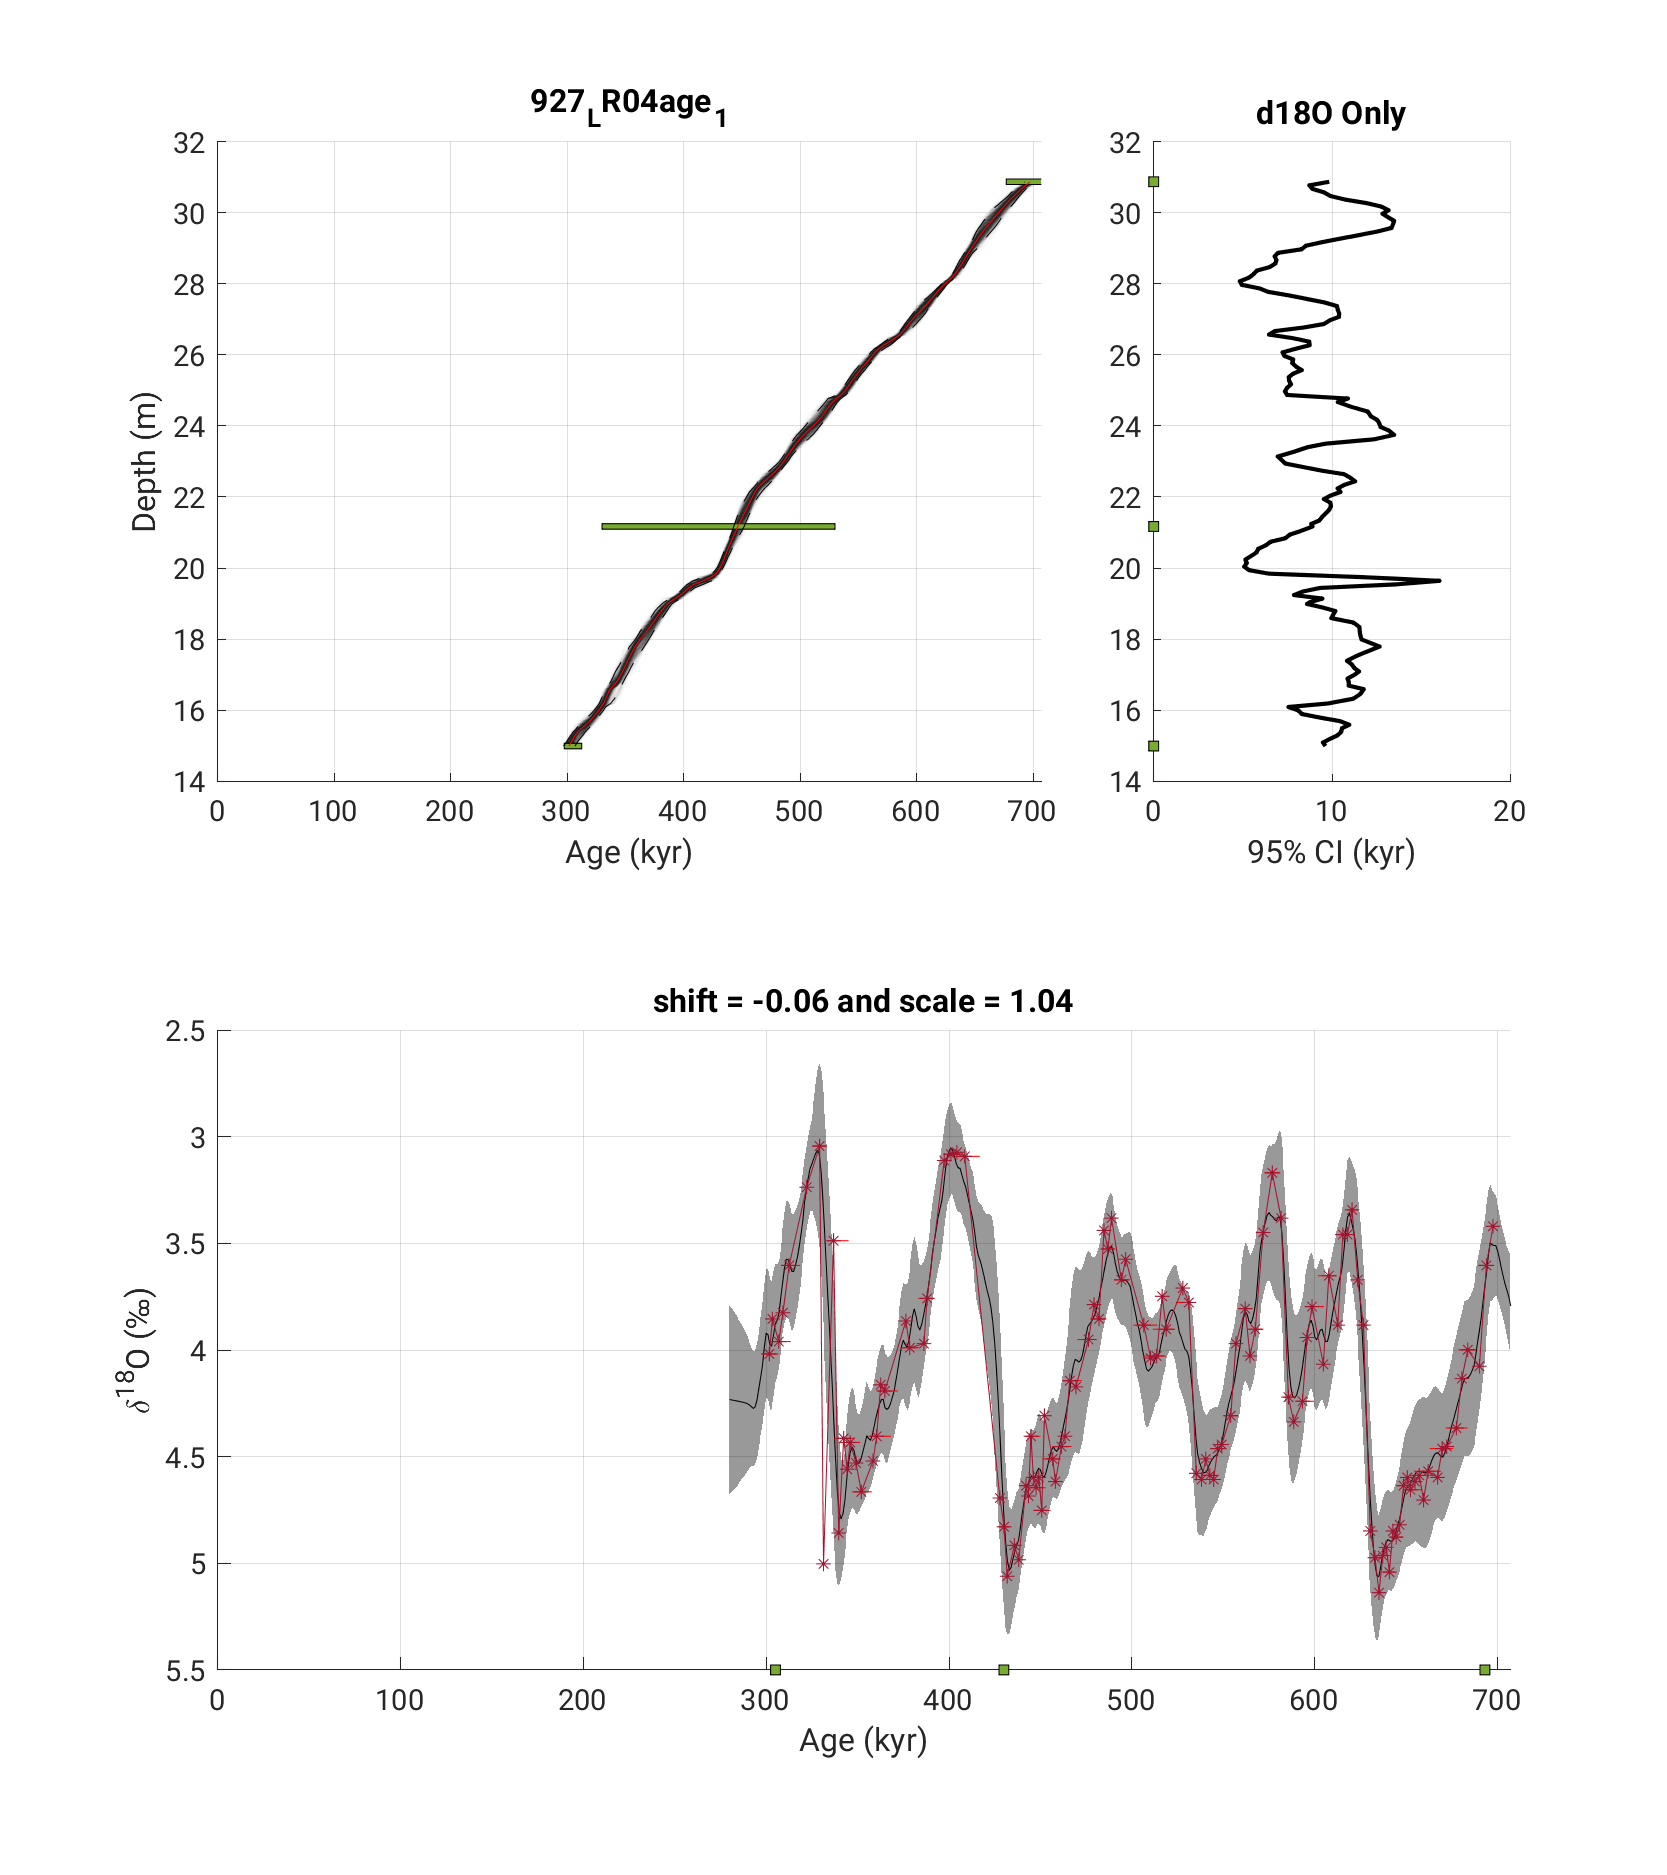 927LR04age1
32
30
28
26
24
22
20
18
16
14
0 100 200 300 400 500 600 700
Depth (m)
Age (kyr)
d18O Only
32
30
28
26
24
22
20
18
16
14
0 10 20
95% CI (kyr)
shift = -0.06 and scale = 1.04
2.5
3
3.5
4
4.5
5
5.5
0 100 200 300 400 500 600 700
δ18O (‰)
Age (kyr)